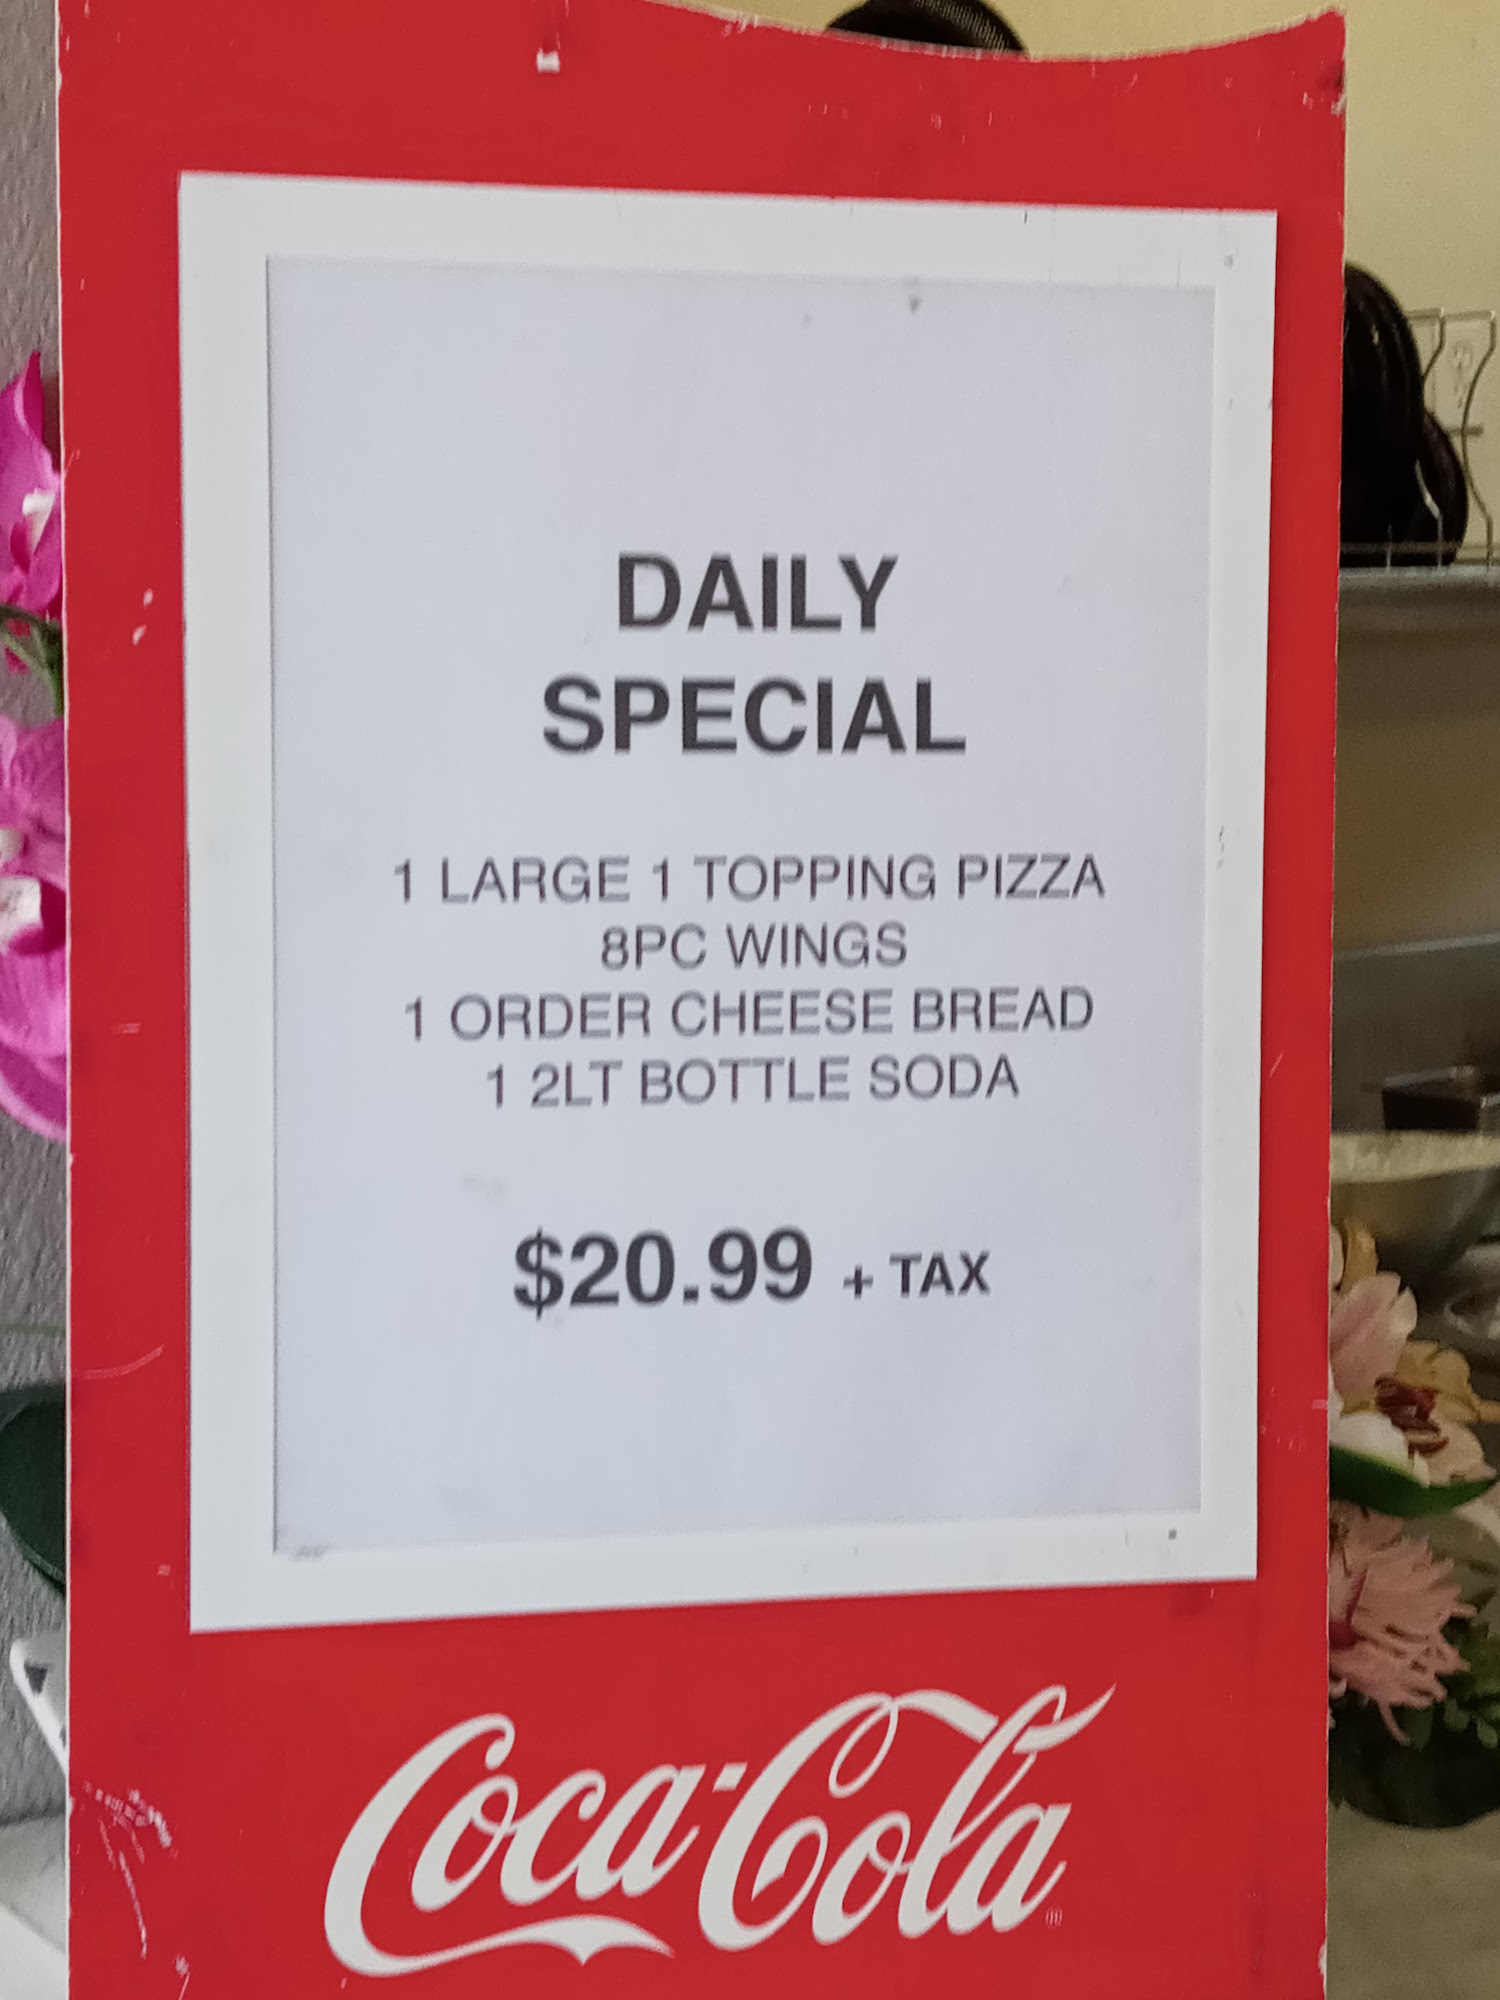 DAILY
SPECIAL
1 LARGE 1 TOPPING PIZZA
8PC WINGS
1 ORDER CHEESE BREAD
1 2LT BOTTLE SODA
$20.99 + TAX
Coca-Cola